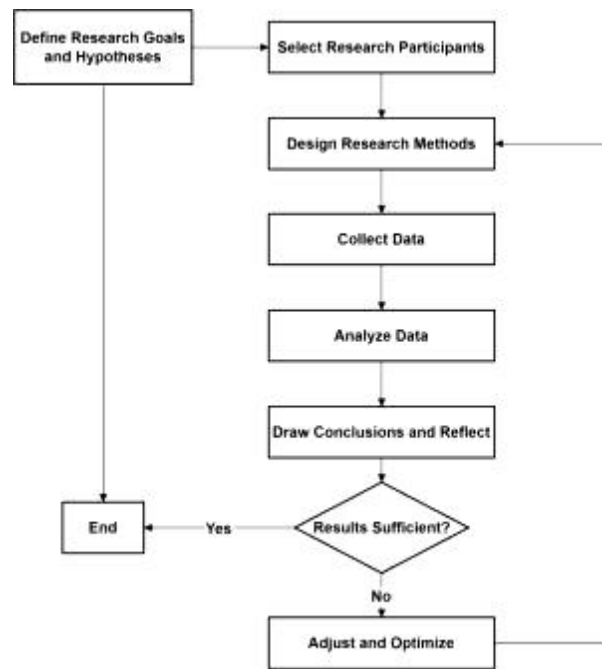 Define Research Goals
and Hypotheses
Select Research Participants
Design Research Methods
Collect Data
Analyze Data
Draw Conclusions and Reflect
Results Sufficient?
Yes
End
No
Adjust and Optimize